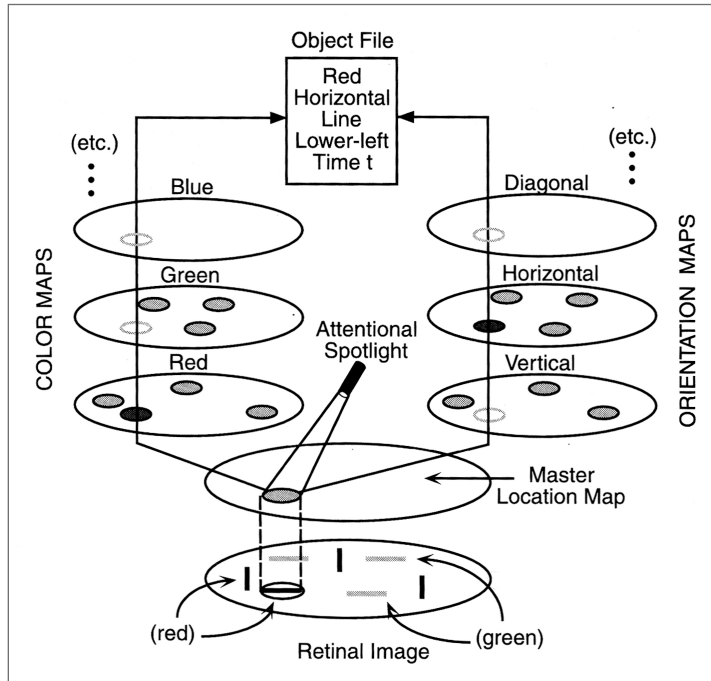 Object File
Red
Horizontal
Line
Lower-left
Time t
(etc.)
(etc.)
Blue
Diagonal
Green
Horizontal
Attentional
Spotlight
Red
Vertical
COLOR MAPS
ORIENTATION MAPS
Master
Location Map
(red)
(green)
Retinal Image